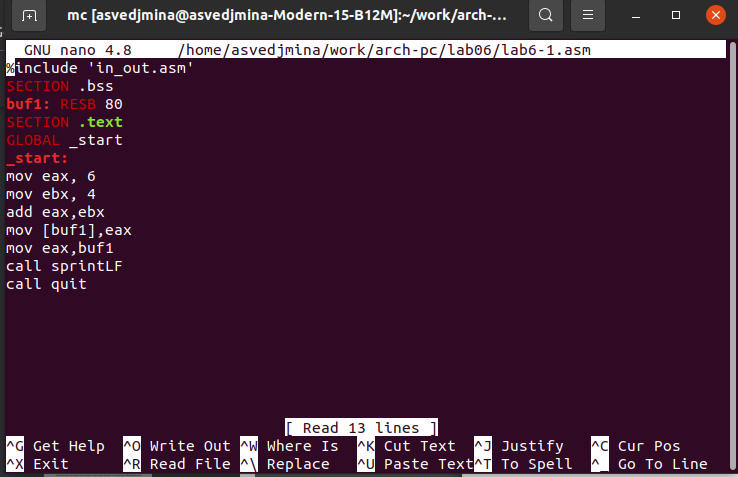 mc [asvedjmina@asvedjmina-Modern-15-B12M]:~/work/arch-...
GNU nano 4.8 /home/asvedjmina/work/arch-pc/lab06/lab6-1.asm
%include 'in_out.asm'
SECTION .bss
buf1: RESB 80
SECTION .text
GLOBAL _start
_start:
mov eax, 6
mov ebx, 4
add eax,ebx
mov [buf1],eax
mov eax,buf1
call sprintLF
call quit
[ Read 13 lines ]
^G Get Help ^O Write Out ^W Where Is ^K Cut Text ^J Justify ^C Cur Pos
^X Exit ^R Read File ^\ Replace ^U Paste Text ^T To Spell ^_ Go To Line